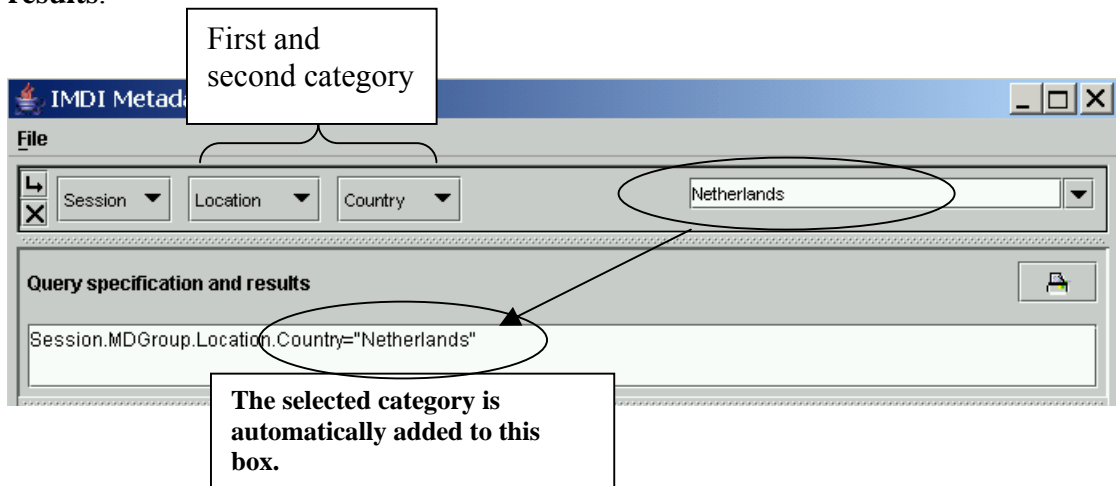 results.
First and
second category
IMDI Metad
File
Session Location Country Netherlands
Query specification and results
Session.MDGroup.Location.Country="Netherlands"
The selected category is
automatically added to this
box.